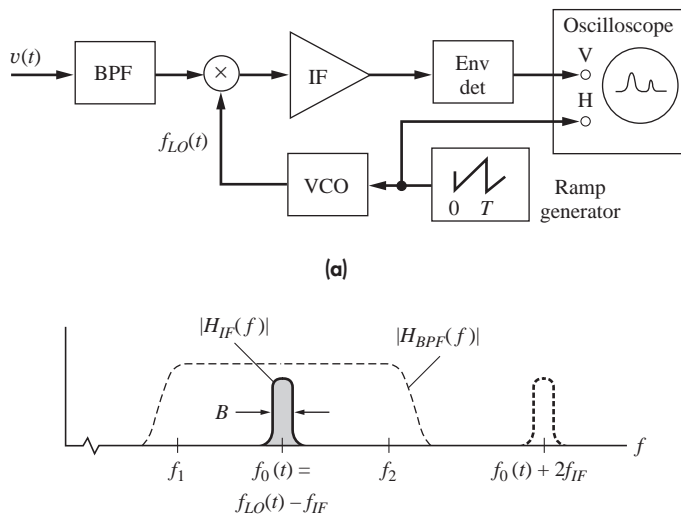 Oscilloscope
v(t)
BPF
×
IF
Env
det
V
H
f_LO(t)
VCO
0 T
Ramp
generator
(a)
|H_IF(f)|
|H_BPF(f)|
B
f_1
f_0(t) =
f_LO(t) – f_IF
f_2
f_0(t) + 2f_IF
f